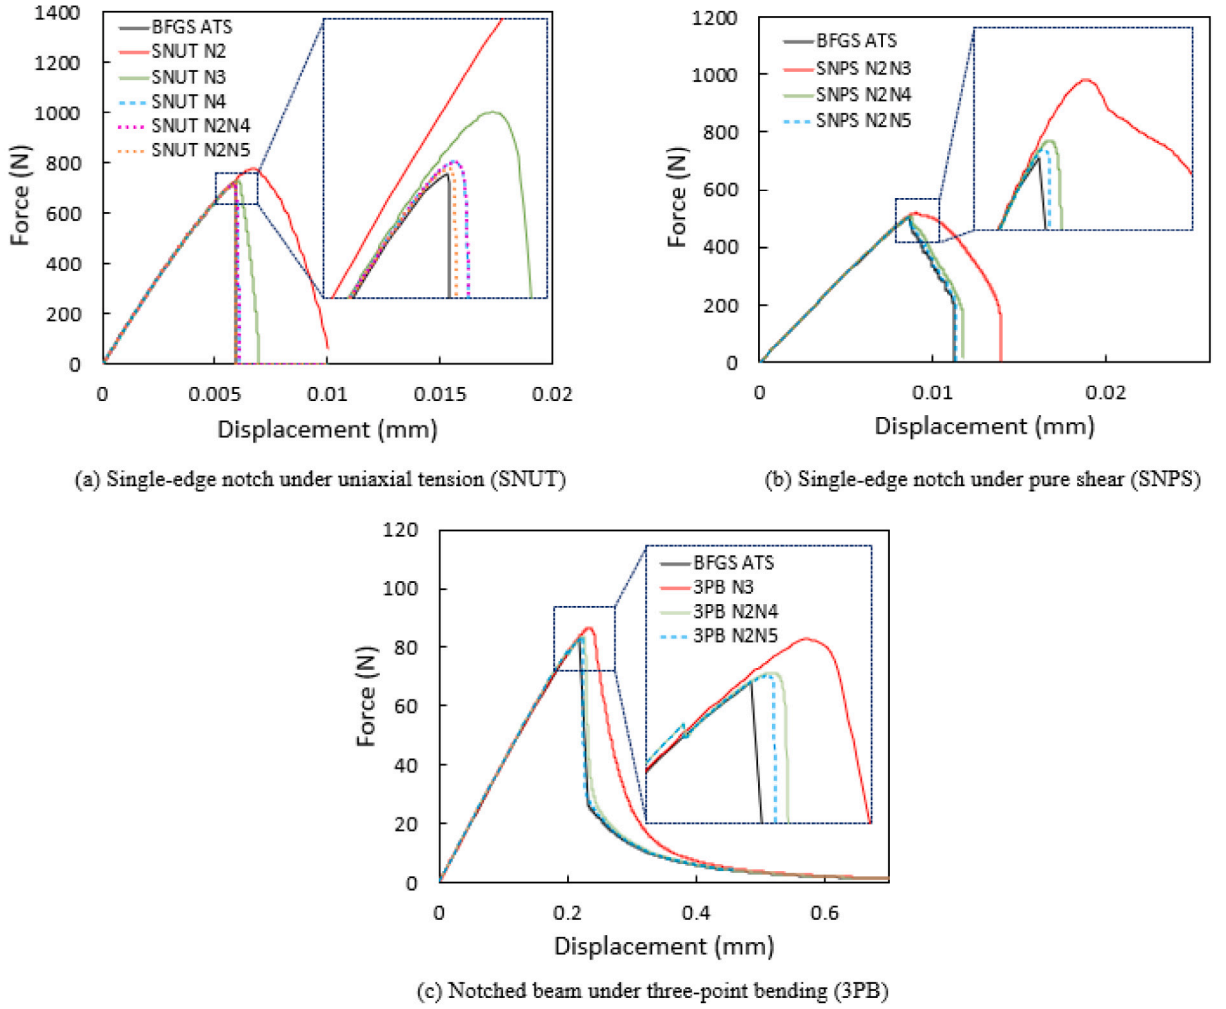 1400
1200
1000
800
600
400
200
0
Force (N)
BFGS ATS
SNUT N2
SNUT N3
SNUT N4
SNUT N2N4
SNUT N2N5
0
0.005
0.01
0.015
0.02
Displacement (mm)
(a) Single-edge notch under uniaxial tension (SNUT)
1200
1000
800
600
400
200
0
Force (N)
BFGS ATS
SNPS N2N3
SNPS N2N4
SNPS N2N5
0
0.01
0.02
Displacement (mm)
(b) Single-edge notch under pure shear (SNPS)
120
100
80
60
40
20
0
Force (N)
BFGS ATS
3PB N3
3PB N2N4
3PB N2N5
0
0.2
0.4
0.6
Displacement (mm)
(c) Notched beam under three-point bending (3PB)